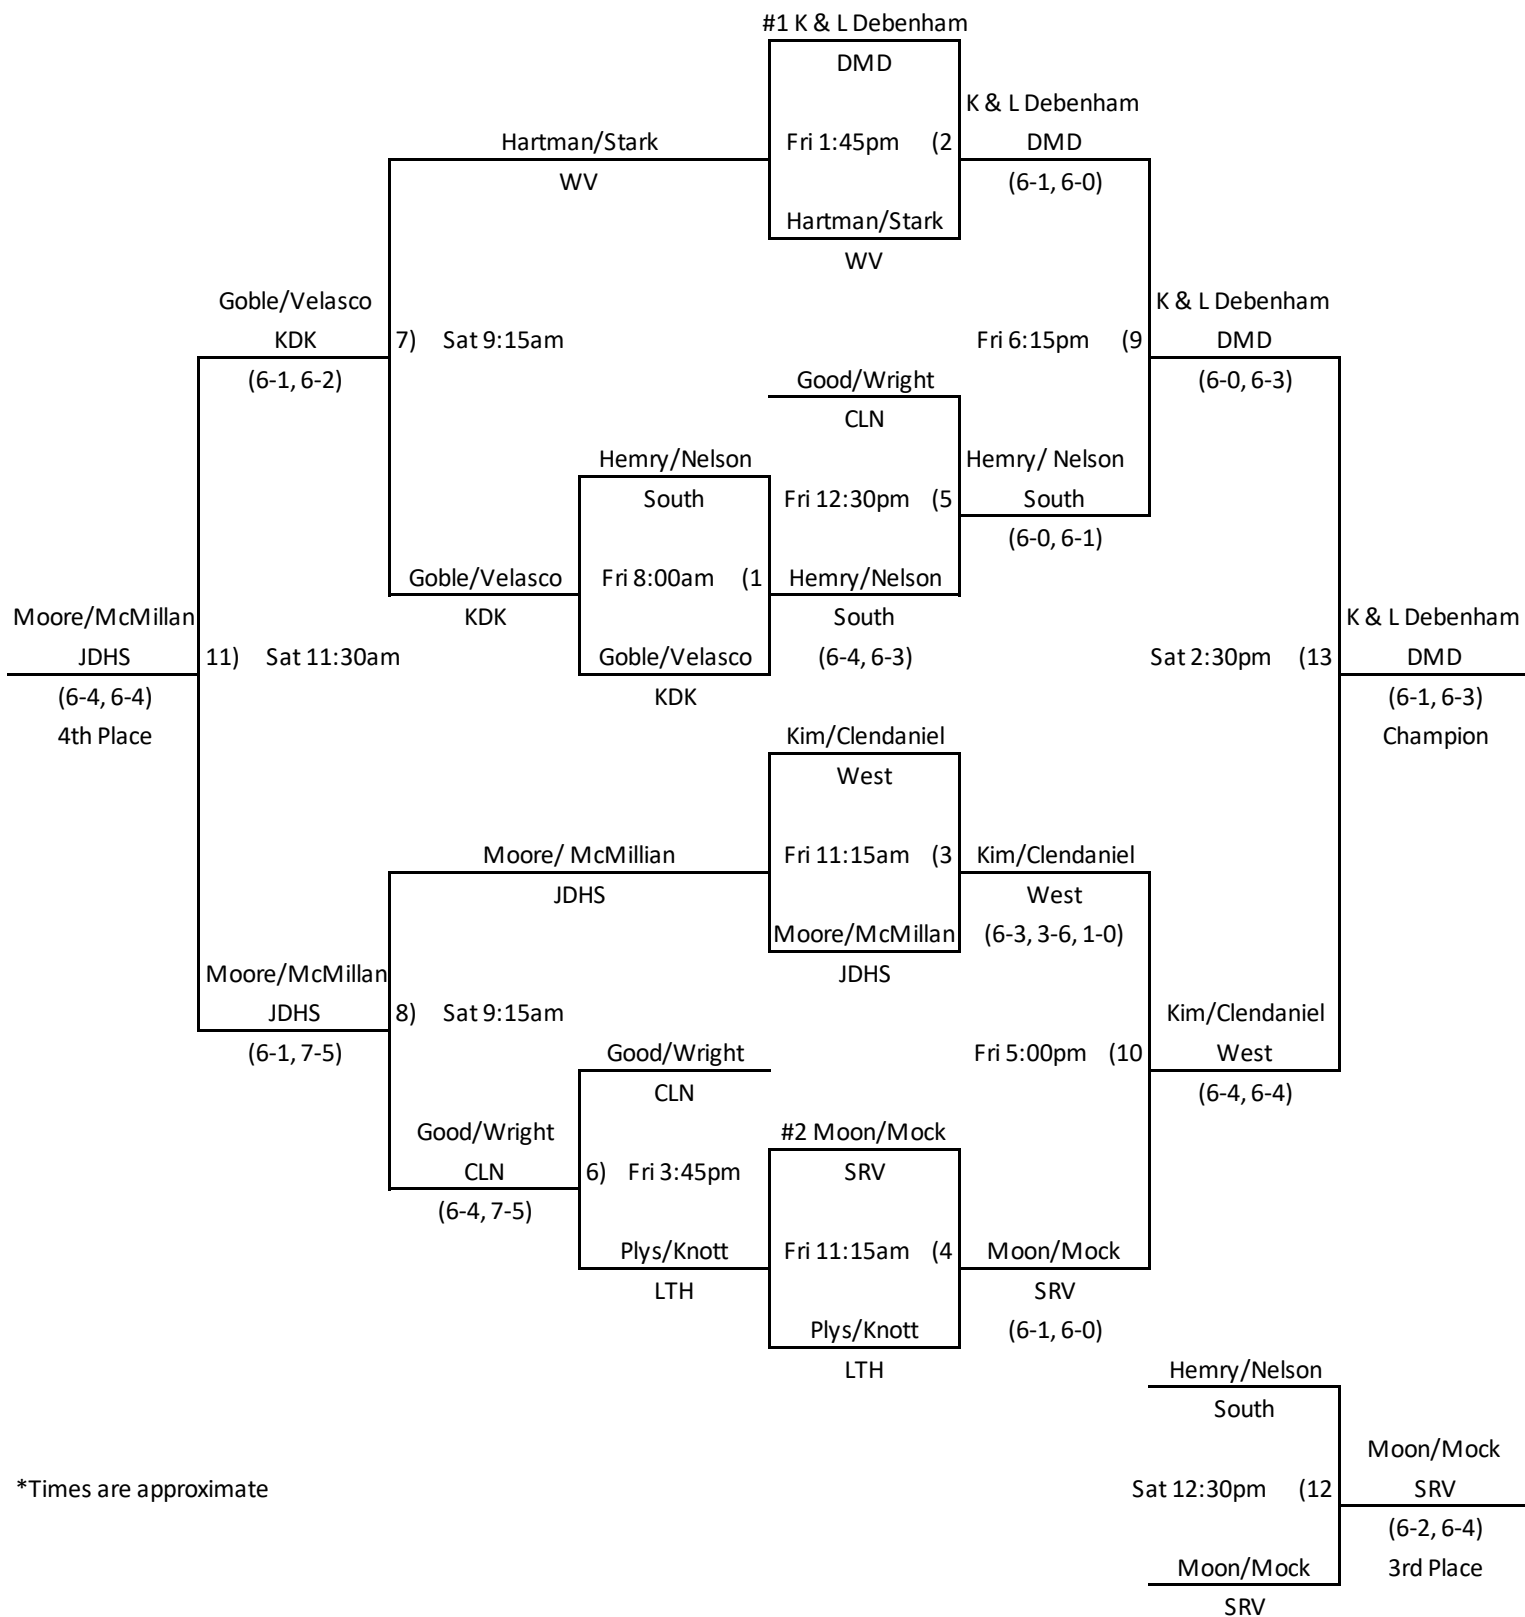 #1 K & L Debenham
DMD
K & L Debenham
Hartman/Stark
Fri 1:45pm (2
DMD
WV
(6-1, 6-0)
Hartman/Stark
WV
Goble/Velasco
K & L Debenham
KDK
7) Sat 9:15am
Fri 6:15pm (9
DMD
(6-1, 6-2)
Good/Wright
(6-0, 6-3)
CLN
Hemry/Nelson
Hemry/ Nelson
South
Fri 12:30pm (5
South
(6-0, 6-1)
Goble/Velasco
Fri 8:00am (1
Hemry/Nelson
Moore/McMillan
KDK
South
K & L Debenham
JDHS
11) Sat 11:30am
Goble/Velasco
(6-4, 6-3)
Sat 2:30pm (13
DMD
(6-4, 6-4)
KDK
(6-1, 6-3)
4th Place
Kim/Clendaniel
Champion
West
Moore/ McMillian
Fri 11:15am (3
Kim/Clendaniel
JDHS
West
Moore/McMillan
(6-3, 3-6, 1-0)
Moore/McMillan
JDHS
JDHS
8) Sat 9:15am
Kim/Clendaniel
(6-1, 7-5)
Good/Wright
Fri 5:00pm (10
West
CLN
(6-4, 6-4)
Good/Wright
#2 Moon/Mock
CLN
6) Fri 3:45pm
SRV
(6-4, 7-5)
Plys/Knott
Fri 11:15am (4
Moon/Mock
LTH
SRV
Plys/Knott
(6-1, 6-0)
LTH
Hemry/Nelson
South
Moon/Mock
*Times are approximate
Sat 12:30pm (12
SRV
(6-2, 6-4)
Moon/Mock
3rd Place
SRV